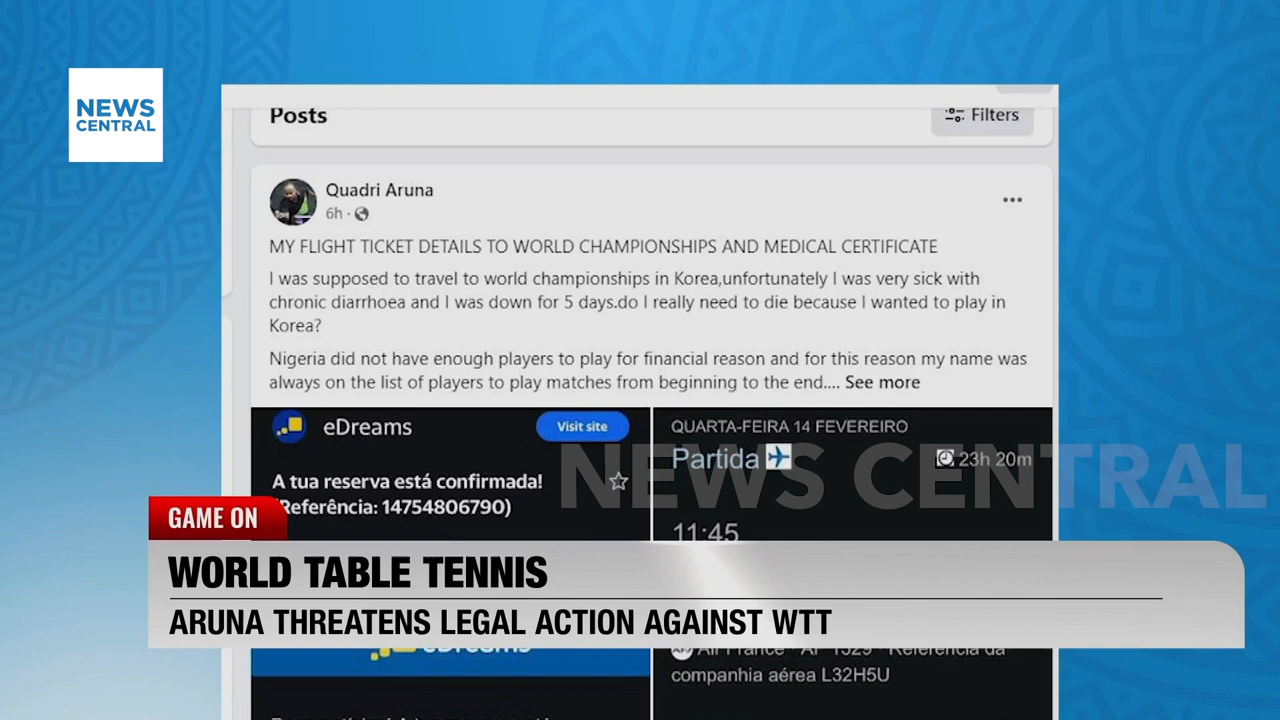 NEWS
CENTRAL
Posts
Filters
Quadri Aruna
6h
MY FLIGHT TICKET DETAILS TO WORLD CHAMPIONSHIPS AND MEDICAL CERTIFICATE
I was supposed to travel to world championships in Korea,unfortunately I was very sick with
chronic diarrhoea and I was down for 5 days.do I really need to die because I wanted to play in
Korea?
Nigeria did not have enough players to play for financial reason and for this reason my name was
always on the list of players to play matches from beginning to the end.... See more
eDreams
Visit site
A tua reserva está confirmada!
(Referência: 14754806790)
QUARTA-FEIRA 14 FEVEREIRO
Partida
23h 20m
11:45
NEWS CENTRAL
GAME ON
WORLD TABLE TENNIS
ARUNA THREATENS LEGAL ACTION AGAINST WTT
eDreams
Air France Referência da
companhia aérea L32H5U